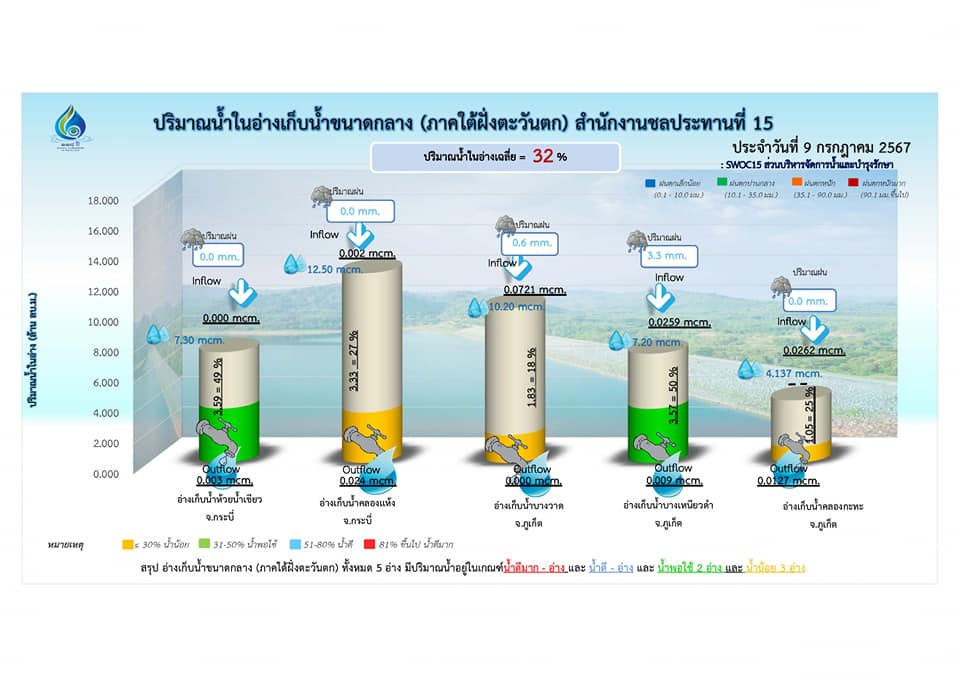 ปริมาณน้ำในอ่างเก็บน้ำขนาดกลาง (ภาคใต้ฝั่งตะวันตก) สำนักงานชลประทานที่ 15
ประจำวันที่ 9 กรกฎาคม 2567
ปริมาณน้ำในอ่างเฉลี่ย = 32 %
: SWOC15 ส่วนบริหารจัดการน้ำและบำรุงรักษา
ฝนตกเล็กน้อย
(0.1 - 10.0 มม.)
ฝนตกปานกลาง
(10.1 - 35.0 มม.)
ฝนตกหนัก
(35.1 - 90.0 มม.)
ฝนตกหนักมาก
(90.1 มม.ขึ้นไป)
ปริมาณน้ำในอ่าง (ล้าน ลบ.ม.)
18.000
16.000
14.000
12.000
10.000
8.000
6.000
4.000
2.000
0.000
ปริมาณฝน
0.0 mm.
Inflow
0.000 mcm.
7.30 mcm.
3.59 = 49 %
Outflow
0.003 mcm.
อ่างเก็บน้ำห้วยน้ำเขียว
จ.กระบี่
ปริมาณฝน
0.0 mm.
Inflow
0.002 mcm.
12.50 mcm.
3.33 = 27 %
Outflow
0.024 mcm.
อ่างเก็บน้ำคลองแห้ง
จ.กระบี่
ปริมาณฝน
0.6 mm.
Inflow
0.0721 mcm.
10.20 mcm.
1.83 = 18 %
Outflow
0.000 mcm.
อ่างเก็บน้ำบางวาด
จ.ภูเก็ต
ปริมาณฝน
3.3 mm.
Inflow
0.0259 mcm.
7.20 mcm.
3.57 = 50 %
Outflow
0.009 mcm.
อ่างเก็บน้ำบางเหนียวดำ
จ.ภูเก็ต
ปริมาณฝน
0.0 mm.
Inflow
0.0262 mcm.
4.137 mcm.
1.05 = 25 %
Outflow
0.0127 mcm.
อ่างเก็บน้ำคลองกะทะ
จ.ภูเก็ต
หมายเหตุ
≤ 30% น้ำน้อย
31-50% น้ำพอใช้
51-80% น้ำดี
81% ขึ้นไป น้ำดีมาก
สรุป อ่างเก็บน้ำขนาดกลาง (ภาคใต้ฝั่งตะวันตก) ทั้งหมด 5 อ่าง มีปริมาณน้ำอยู่ในเกณฑ์น้ำดีมาก - อ่าง และ น้ำดี - อ่าง และ น้ำพอใช้ 2 อ่าง และ น้ำน้อย 3 อ่าง